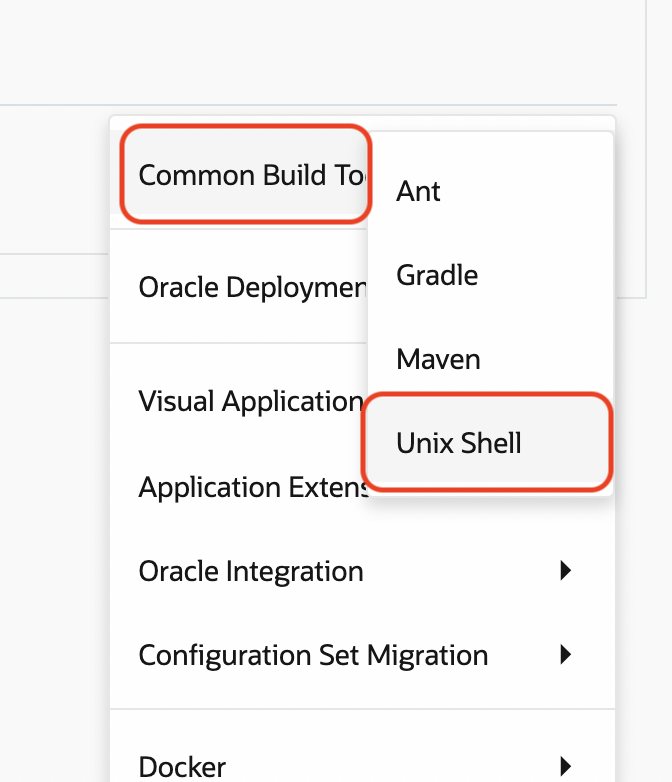 Common Build To
Ant
Gradle
Maven
Unix Shell
Oracle Deploymen
Visual Application
Application Extens
Oracle Integration
Configuration Set Migration
Docker